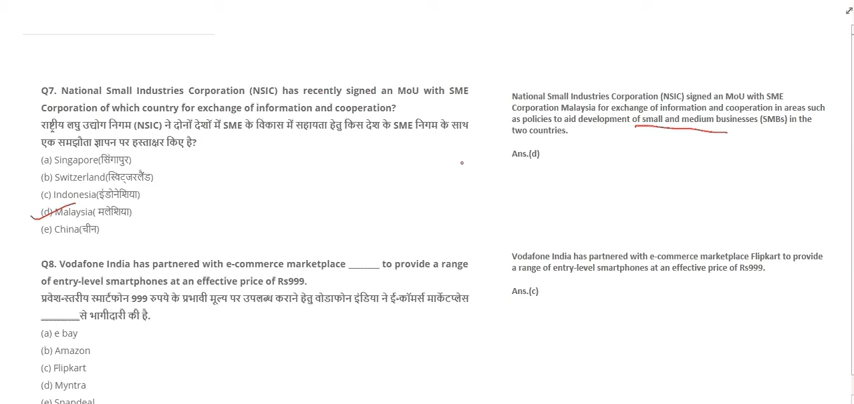 Q7. National Small Industries Corporation (NSIC) has recently signed an MoU with SME
Corporation of which country for exchange of information and cooperation?
राष्ट्रीय लघु उद्योग निगम (NSIC) ने दोनों देशों में SME के विकास में सहायता हेतु किस देश के SME निगम के साथ
एक समझौता ज्ञापन पर हस्ताक्षर किए है?
(a) Singapore(सिंगापुर)
(b) Switzerland(स्विट्जरलैंड)
(c) Indonesia(इंडोनेशिया)
(d) Malaysia( मलेशिया)
(e) China(चीन)
Q8. Vodafone India has partnered with e-commerce marketplace _______ to provide a range
of entry-level smartphones at an effective price of Rs999.
प्रवेश-स्तरीय स्मार्टफोन 999 रुपये के प्रभावी मूल्य पर उपलब्ध कराने हेतु वोडाफोन इंडिया ने ई-कॉमर्स मार्केटप्लेस
_________से भागीदारी की है.
(a) e bay
(b) Amazon
(c) Flipkart
(d) Myntra
(e) Snapdeal
National Small Industries Corporation (NSIC) signed an MoU with SME
Corporation Malaysia for exchange of information and cooperation in areas such
as policies to aid development of small and medium businesses (SMBs) in the
two countries.
Ans.(d)
Vodafone India has partnered with e-commerce marketplace Flipkart to provide
a range of entry-level smartphones at an effective price of Rs999.
Ans.(c)